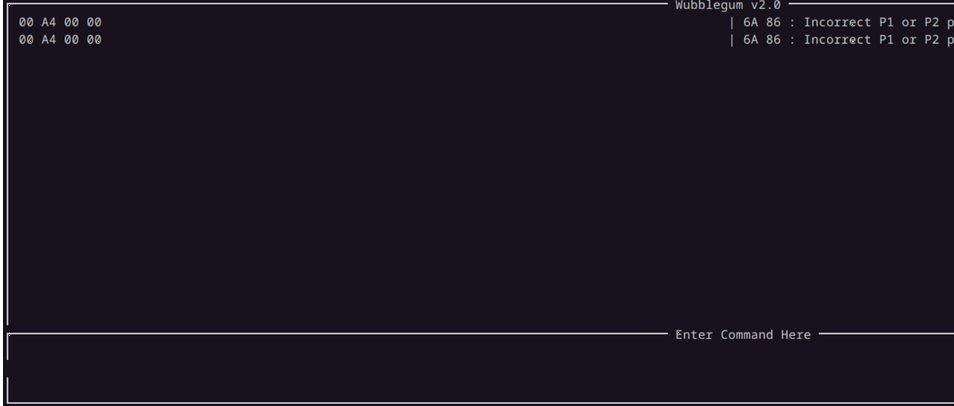 Wubblegum v2.0
00 A4 00 00 | 6A 86 : Incorrect P1 or P2 p
00 A4 00 00 | 6A 86 : Incorrect P1 or P2 p
Enter Command Here